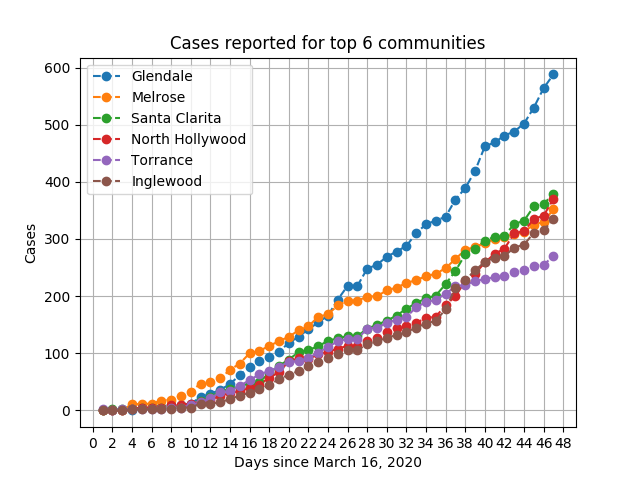 Cases reported for top 6 communities
600
500
400
300
200
100
0
Cases
Glendale
Melrose
Santa Clarita
North Hollywood
Torrance
Inglewood
0 2 4 6 8 10 12 14 16 18 20 22 24 26 28 30 32 34 36 38 40 42 44 46 48
Days since March 16, 2020